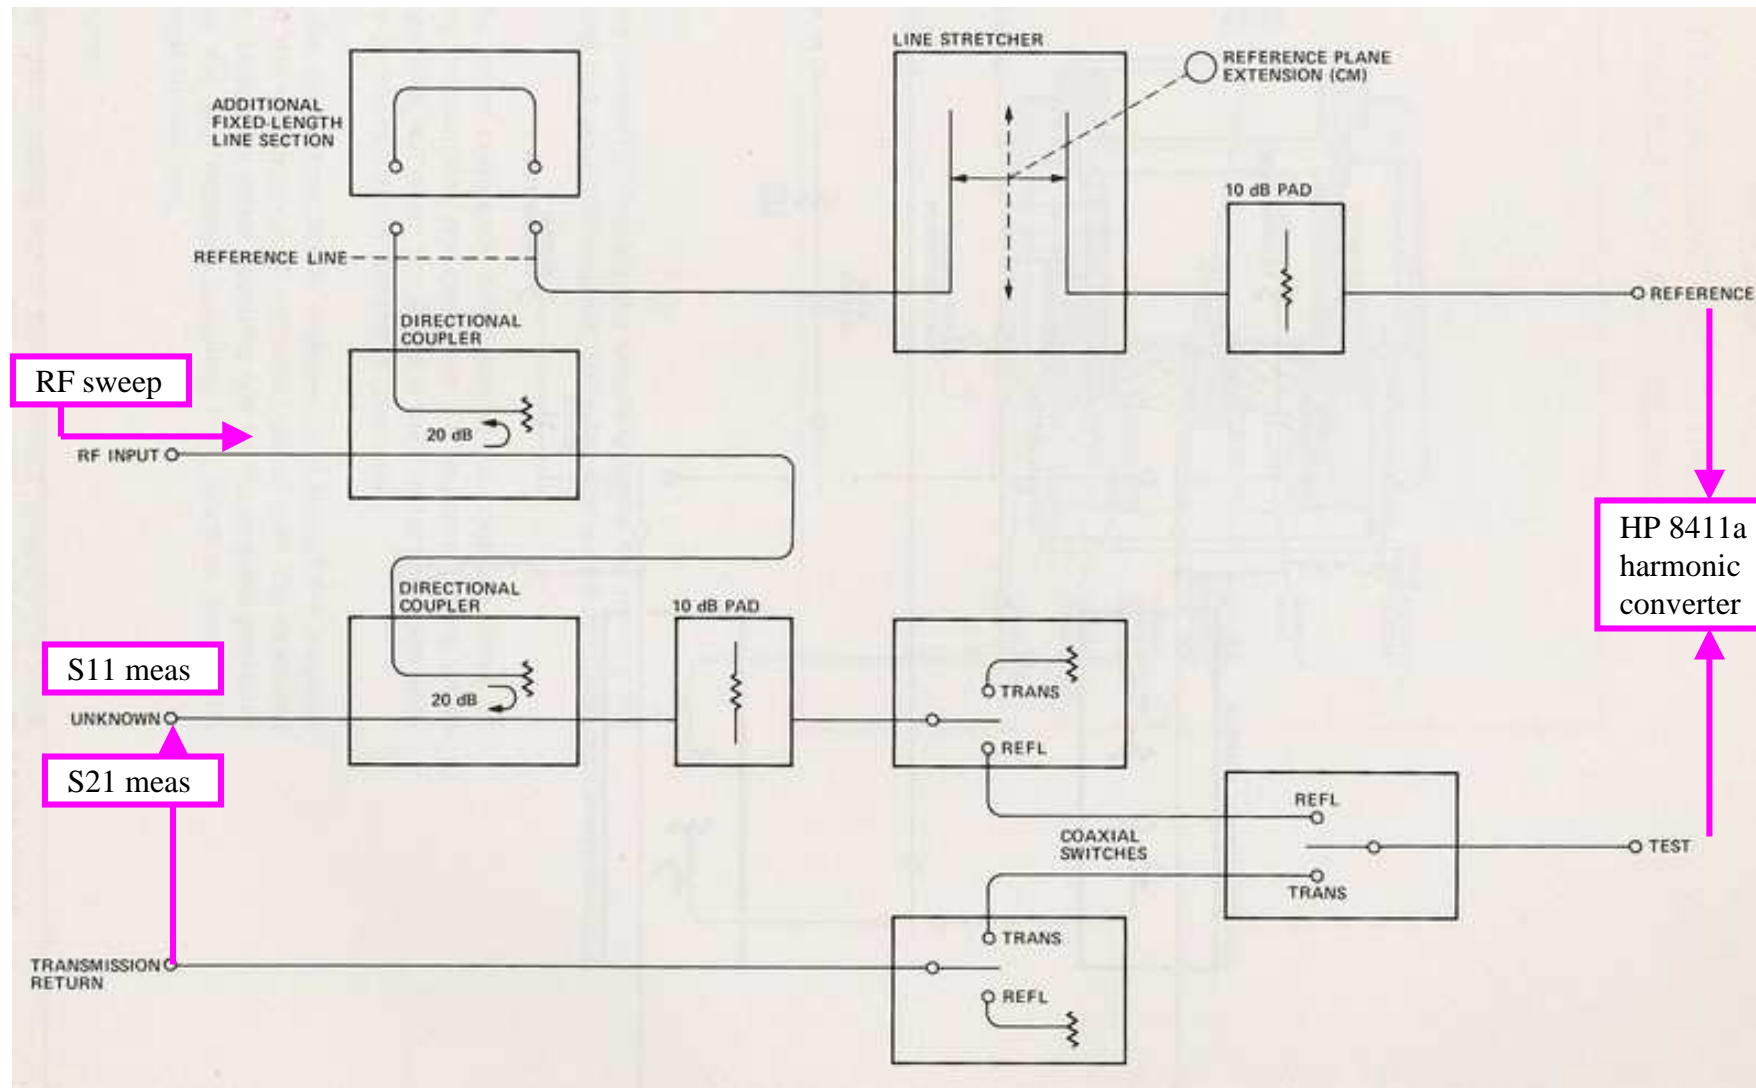 LINE STRETCHER
REFERENCE PLANE
EXTENSION (CM)
ADDITIONAL
FIXED-LENGTH
LINE SECTION
10 dB PAD
REFERENCE LINE
REFERENCE
DIRECTIONAL
COUPLER
RF sweep
20 dB
RF INPUT
HP 8411a
harmonic
converter
DIRECTIONAL
COUPLER
10 dB PAD
S11 meas
20 dB
TRANS
UNKNOWN
REFL
S21 meas
REFL
COAXIAL
SWITCHES
TEST
TRANS
TRANS
TRANSMISSION
RETURN
REFL